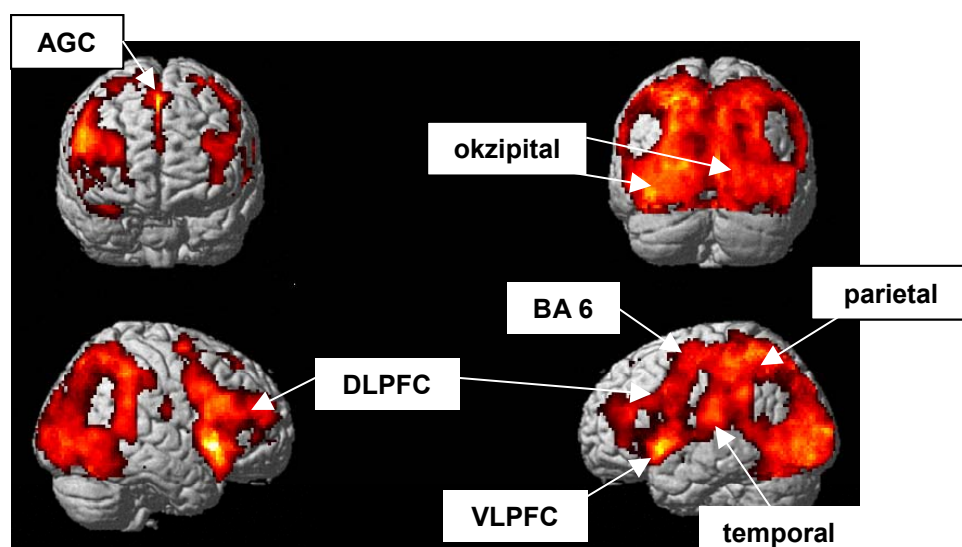 AGC
okzipital
BA 6
parietal
DLPFC
VLPFC
temporal